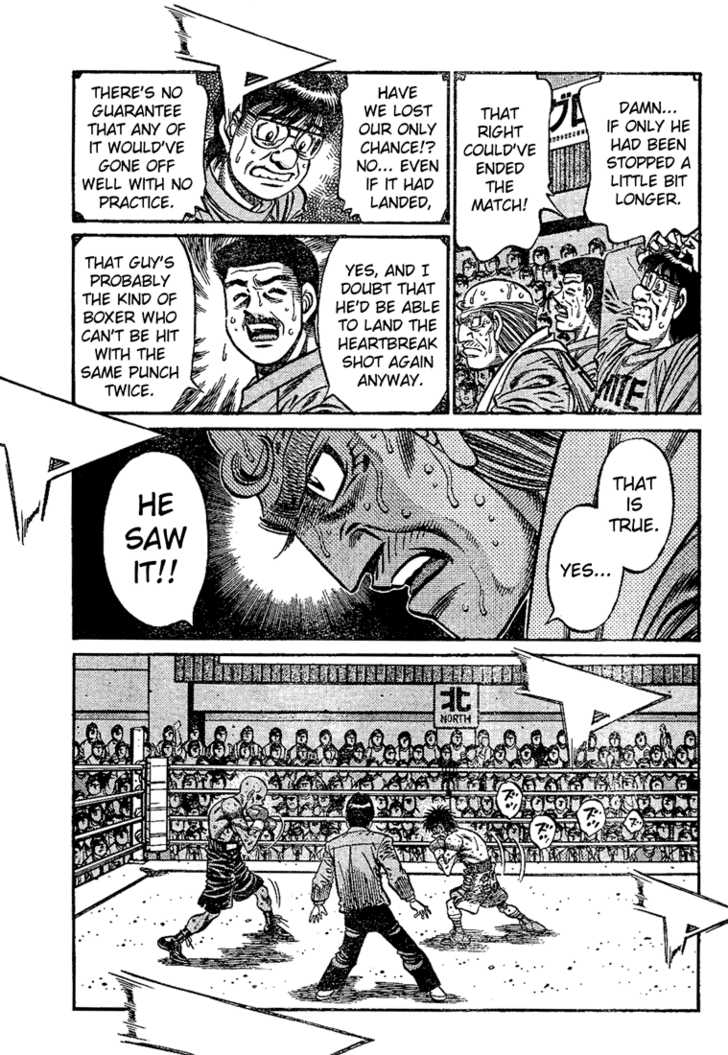 DAMN...
IF ONLY HE
HAD BEEN
STOPPED A
LITTLE BIT
LONGER.
THAT
RIGHT
COULD'VE
ENDED
THE
MATCH!
グロ
MITE
HAVE
WE LOST
OUR ONLY
CHANCE!?
NO... EVEN
IF IT HAD
LANDED,
THERE'S NO
GUARANTEE
THAT ANY OF
IT WOULD'VE
GONE OFF
WELL WITH NO
PRACTICE.
YES, AND I
DOUBT THAT
HE'D BE ABLE
TO LAND THE
HEARTBREAK
SHOT AGAIN
ANYWAY.
THAT GUY'S
PROBABLY
THE KIND OF
BOXER WHO
CAN'T BE HIT
WITH THE
SAME PUNCH
TWICE.
THAT
IS
TRUE.
YES...
HE
SAW
IT!!
北
NORTH